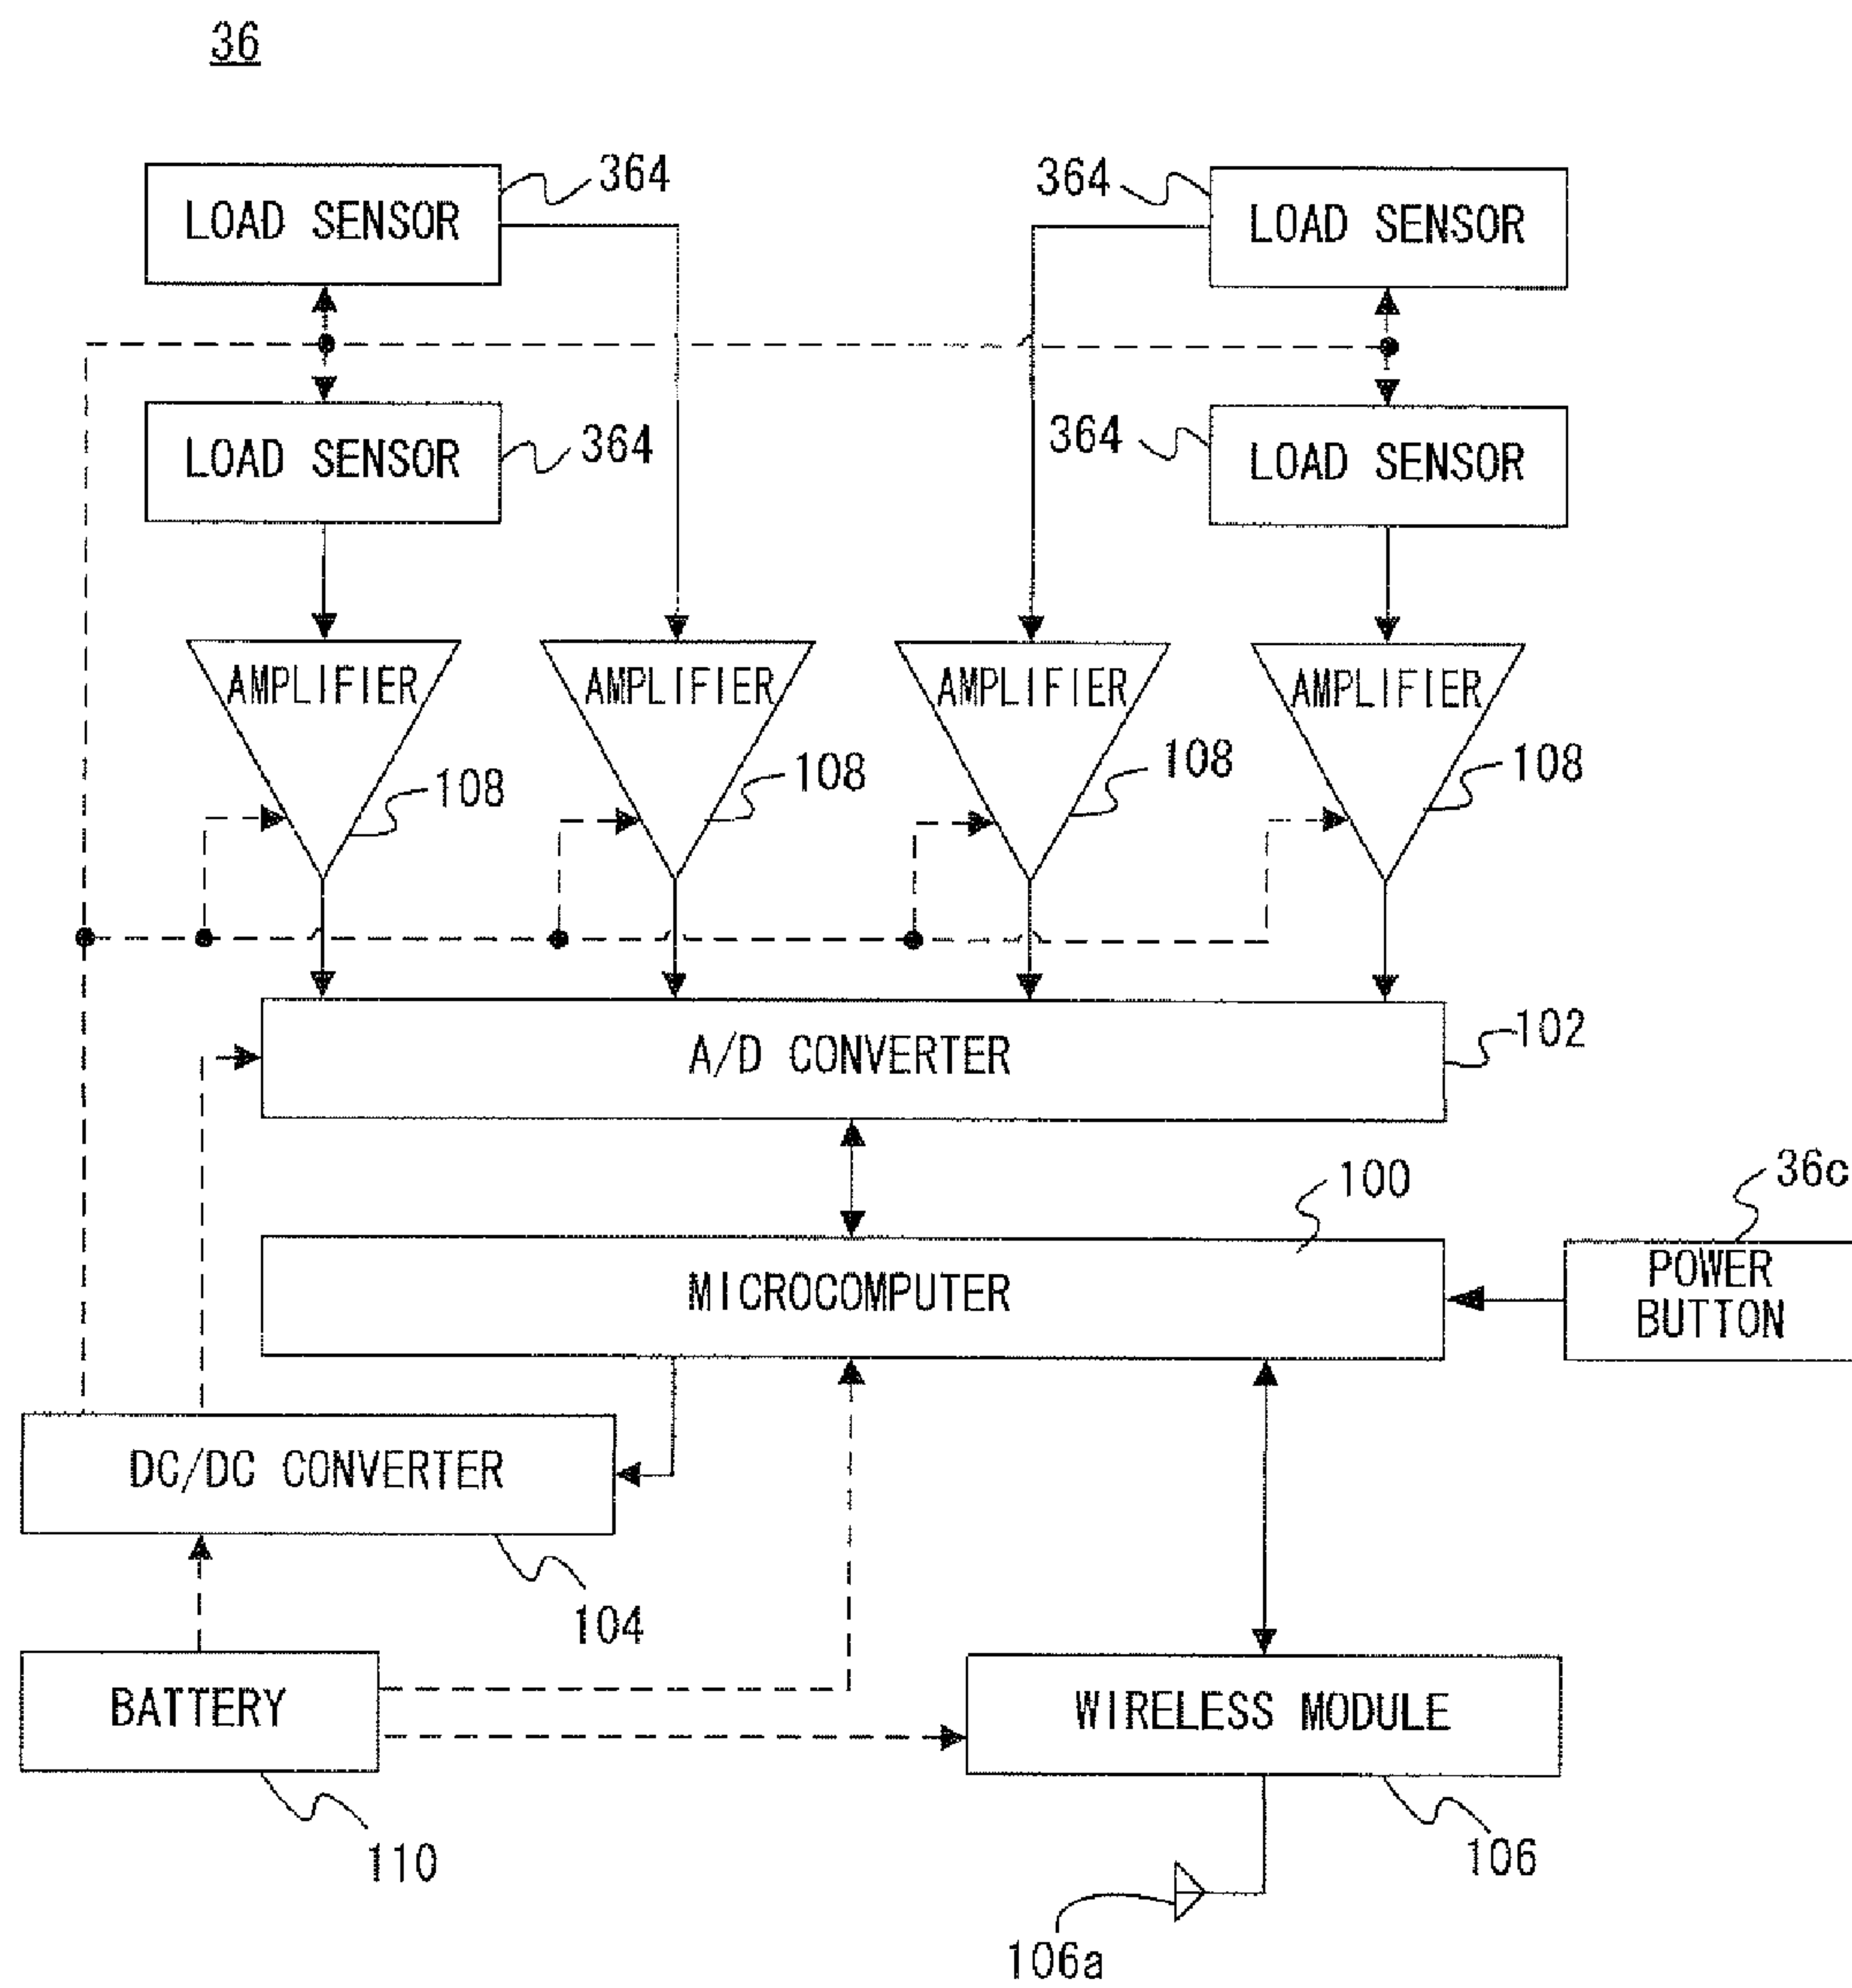 36
364
364
LOAD SENSOR
LOAD SENSOR
364
364
LOAD SENSOR
LOAD SENSOR
AMPLIFIER
AMPLIFIER
AMPLIFIER
AMPLIFIER
108
108
108
108
102
A/D CONVERTER
100
36c
MICROCOMPUTER
POWER
BUTTON
DC/DC CONVERTER
104
BATTERY
WIRELESS MODULE
110
106
106a